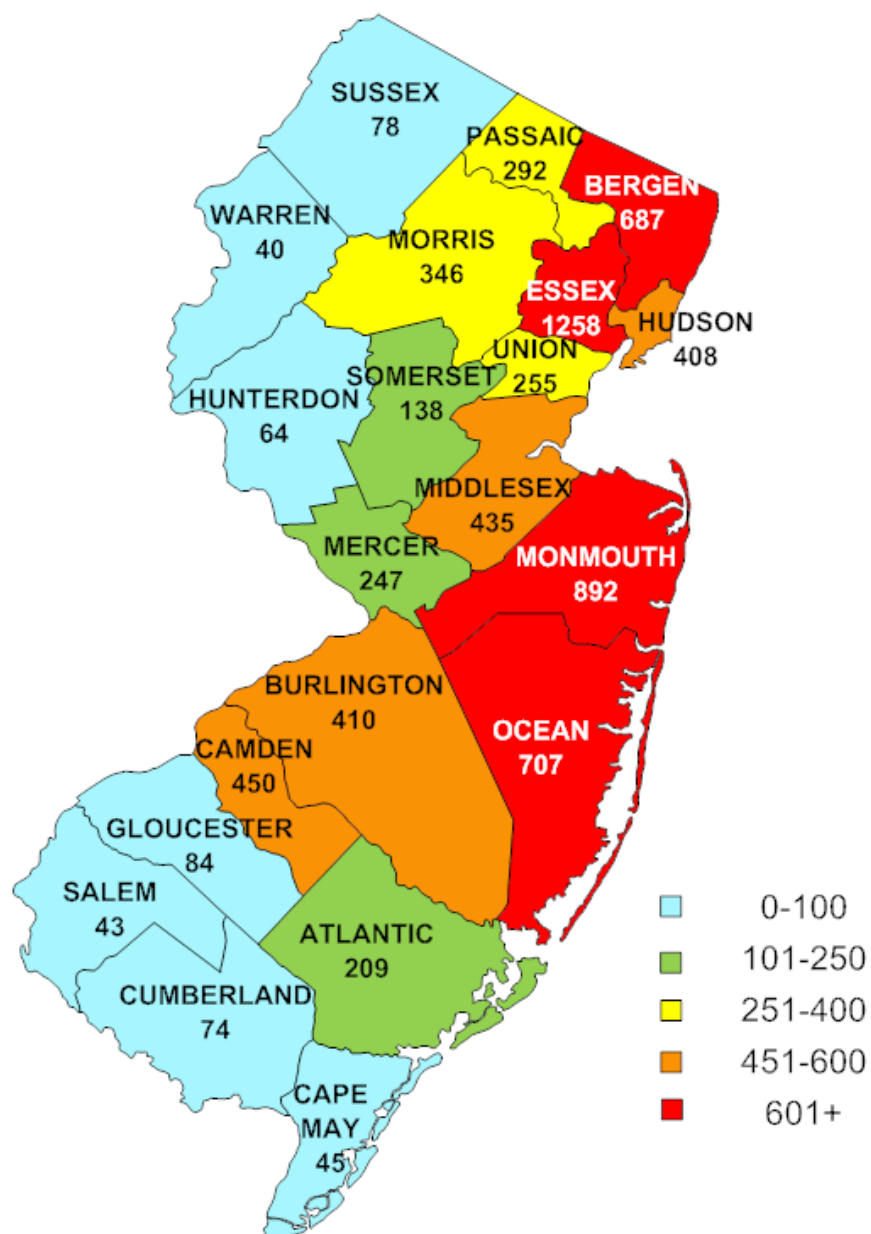 SUSSEX
78
PASSAIC
292
BERGEN
687
WARREN
40
MORRIS
346
ESSEX
1258
HUDSON
408
UNION
255
SOMERSET
138
HUNTERDON
64
MIDDLESEX
435
MERCER
247
MONMOUTH
892
BURLINGTON
410
OCEAN
707
CAMDEN
450
GLOUCESTER
84
SALEM
43
ATLANTIC
209
CUMBERLAND
74
CAPE
MAY
45
0-100
101-250
251-400
451-600
601+